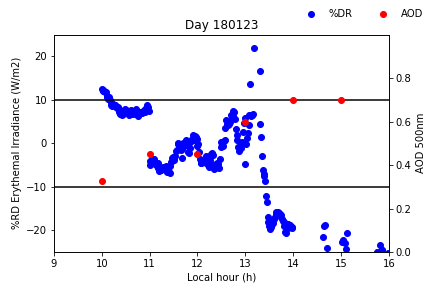 %DR AOD
Day 180123
%RD Erythemal Irradiance (W/m2)
20
10
0
−10
−20
0.8
0.6
0.4
0.2
0.0
AOD 500nm
9 10 11 12 13 14 15 16
Local hour (h)